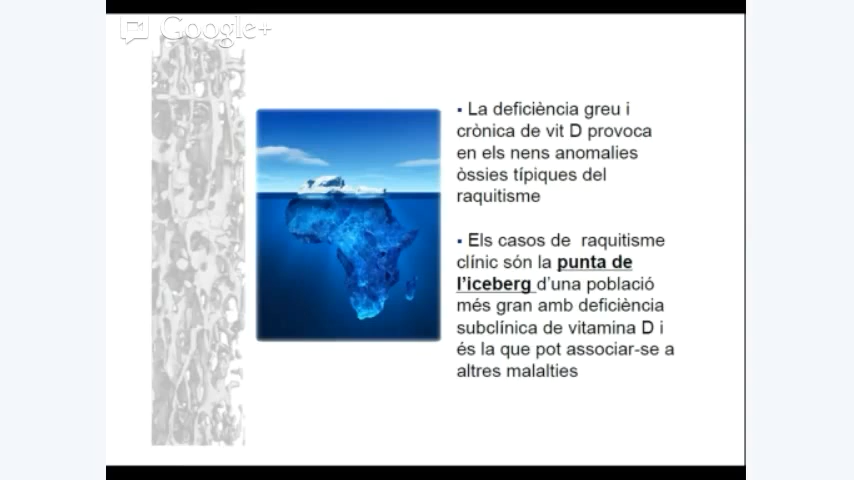 Google+
▪ La deficiència greu i
crònica de vit D provoca
en els nens anomalies
òssies típiques del
raquitisme
▪ Els casos de raquitisme
clínic són la punta de
l'iceberg d'una població
més gran amb deficiència
subclínica de vitamina D i
és la que pot associar-se a
altres malalties